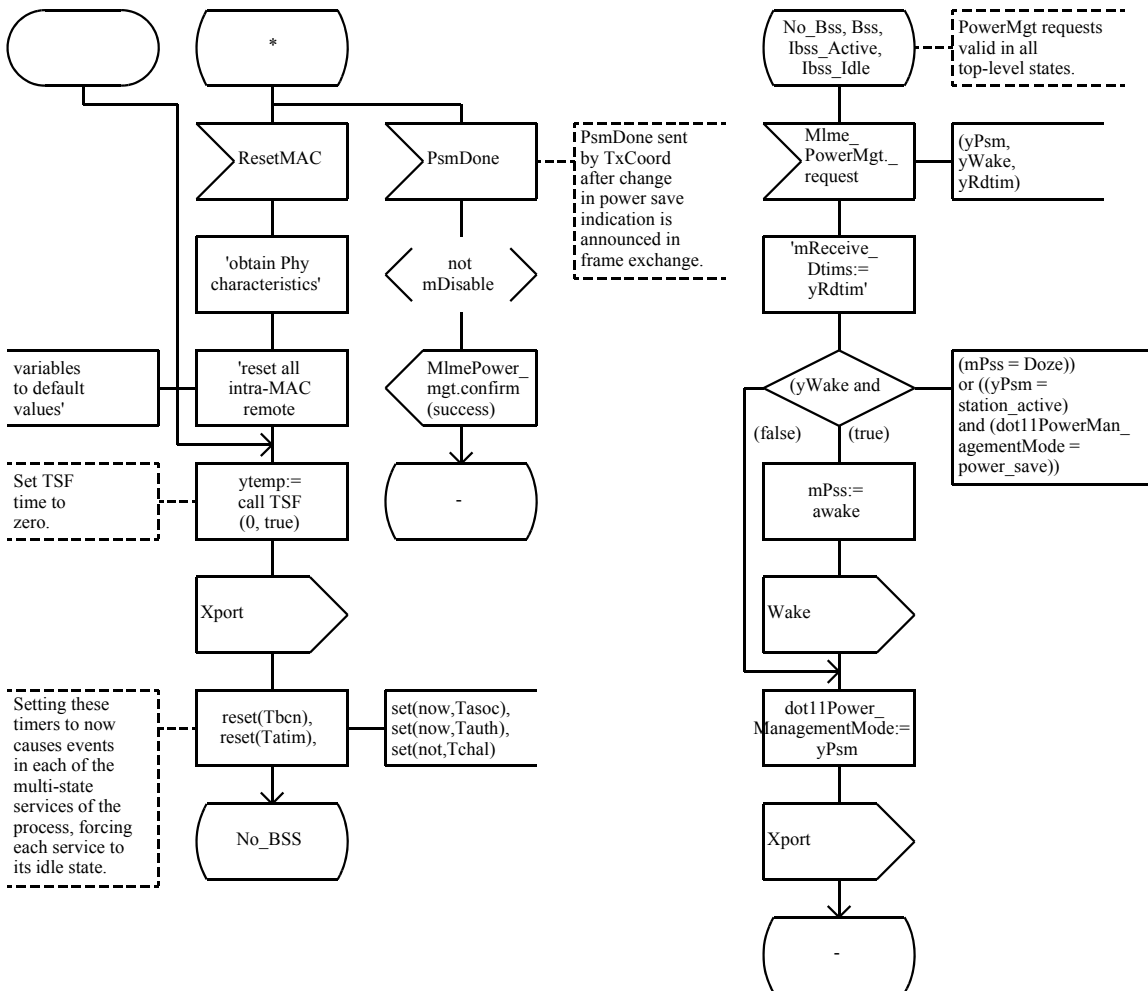 *
ResetMAC
PsmDone
PsmDone sent
by TxCoord
after change
in power save
indication is
announced in
frame exchange.
'obtain Phy
characteristics'
not
mDisable
variables
to default
values'
'reset all
intra-MAC
remote
MlmePower_
mgt.confirm
(success)
Set TSF
time to
zero.
ytemp:=
call TSF
(0, true)
-
Xport
Setting these
timers to now
causes events
in each of the
multi-state
services of the
process, forcing
each service to
its idle state.
reset(Tbcn),
reset(Tatim),
set(now,Tasoc),
set(now,Tauth),
set(not,Tchal)
No_BSS
No_Bss, Bss,
Ibss_Active,
Ibss_Idle
PowerMgt requests
valid in all
top-level states.
Mlme_
PowerMgt._
request
(yPsm,
yWake,
yRdtim)
'mReceive_
Dtims:=
yRdtim'
(yWake and
(mPss = Doze))
or ((yPsm =
station_active)
and (dot11PowerMan_
agementMode =
power_save))
(false)
(true)
mPss:=
awake
Wake
dot11Power_
ManagementMode:=
yPsm
Xport
-